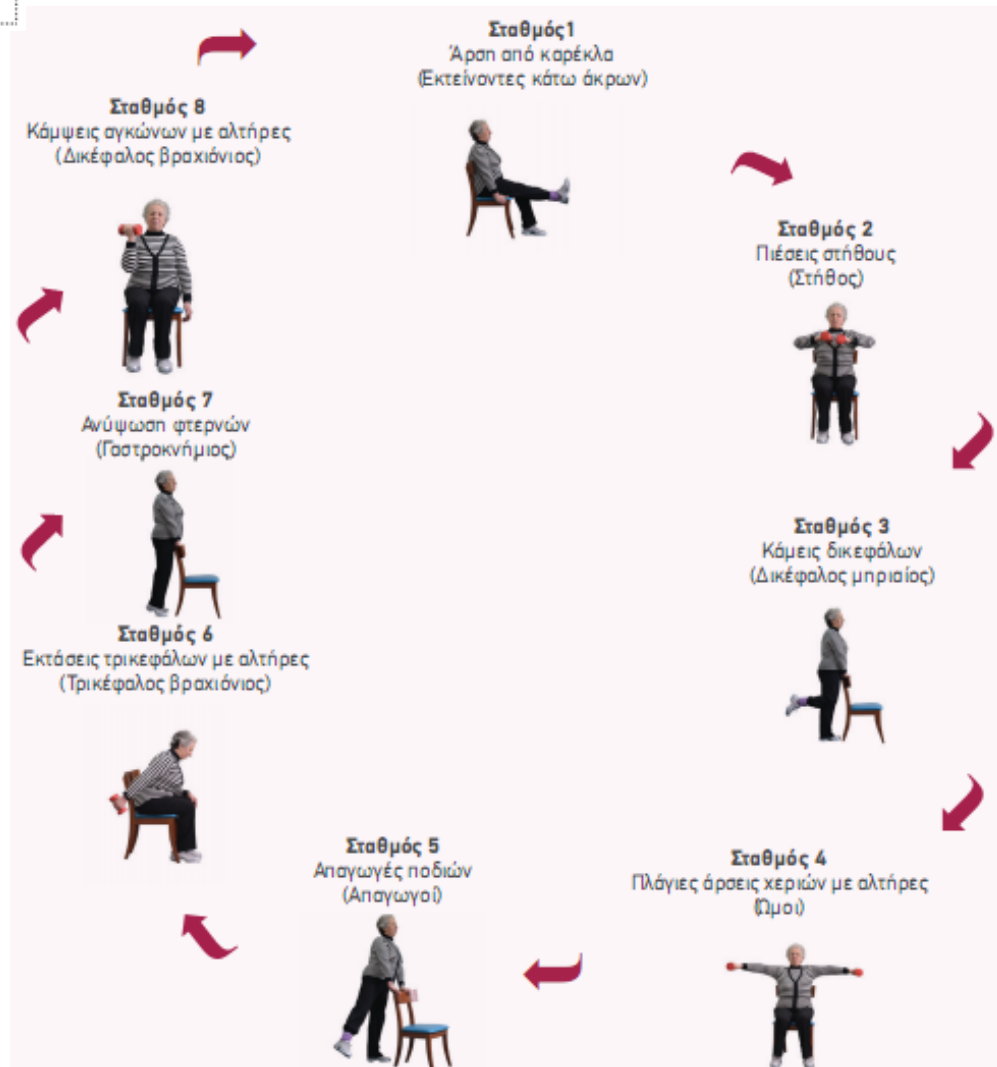 Σταθμός 1
Άρση από καρέκλα
(Εκτείνοντες κάτω άκρων)
Σταθμός 2
Πιέσεις στήθους
(Στήθος)
Σταθμός 3
Κάμεις δικεφάλων
(Δικέφαλος μηριαίος)
Σταθμός 4
Πλάγιες άρσεις χεριών με αλτήρες
(Ώμοι)
Σταθμός 5
Απαγωγές ποδιών
(Απαγωγοί)
Σταθμός 6
Εκτάσεις τρικεφάλων με αλτήρες
(Τρικέφαλος βραχιόνιος)
Σταθμός 7
Ανύψωση φτερνών
(Γαστροκνήμιος)
Σταθμός 8
Κάμψεις αγκώνων με αλτήρες
(Δικέφαλος βραχιόνιος)